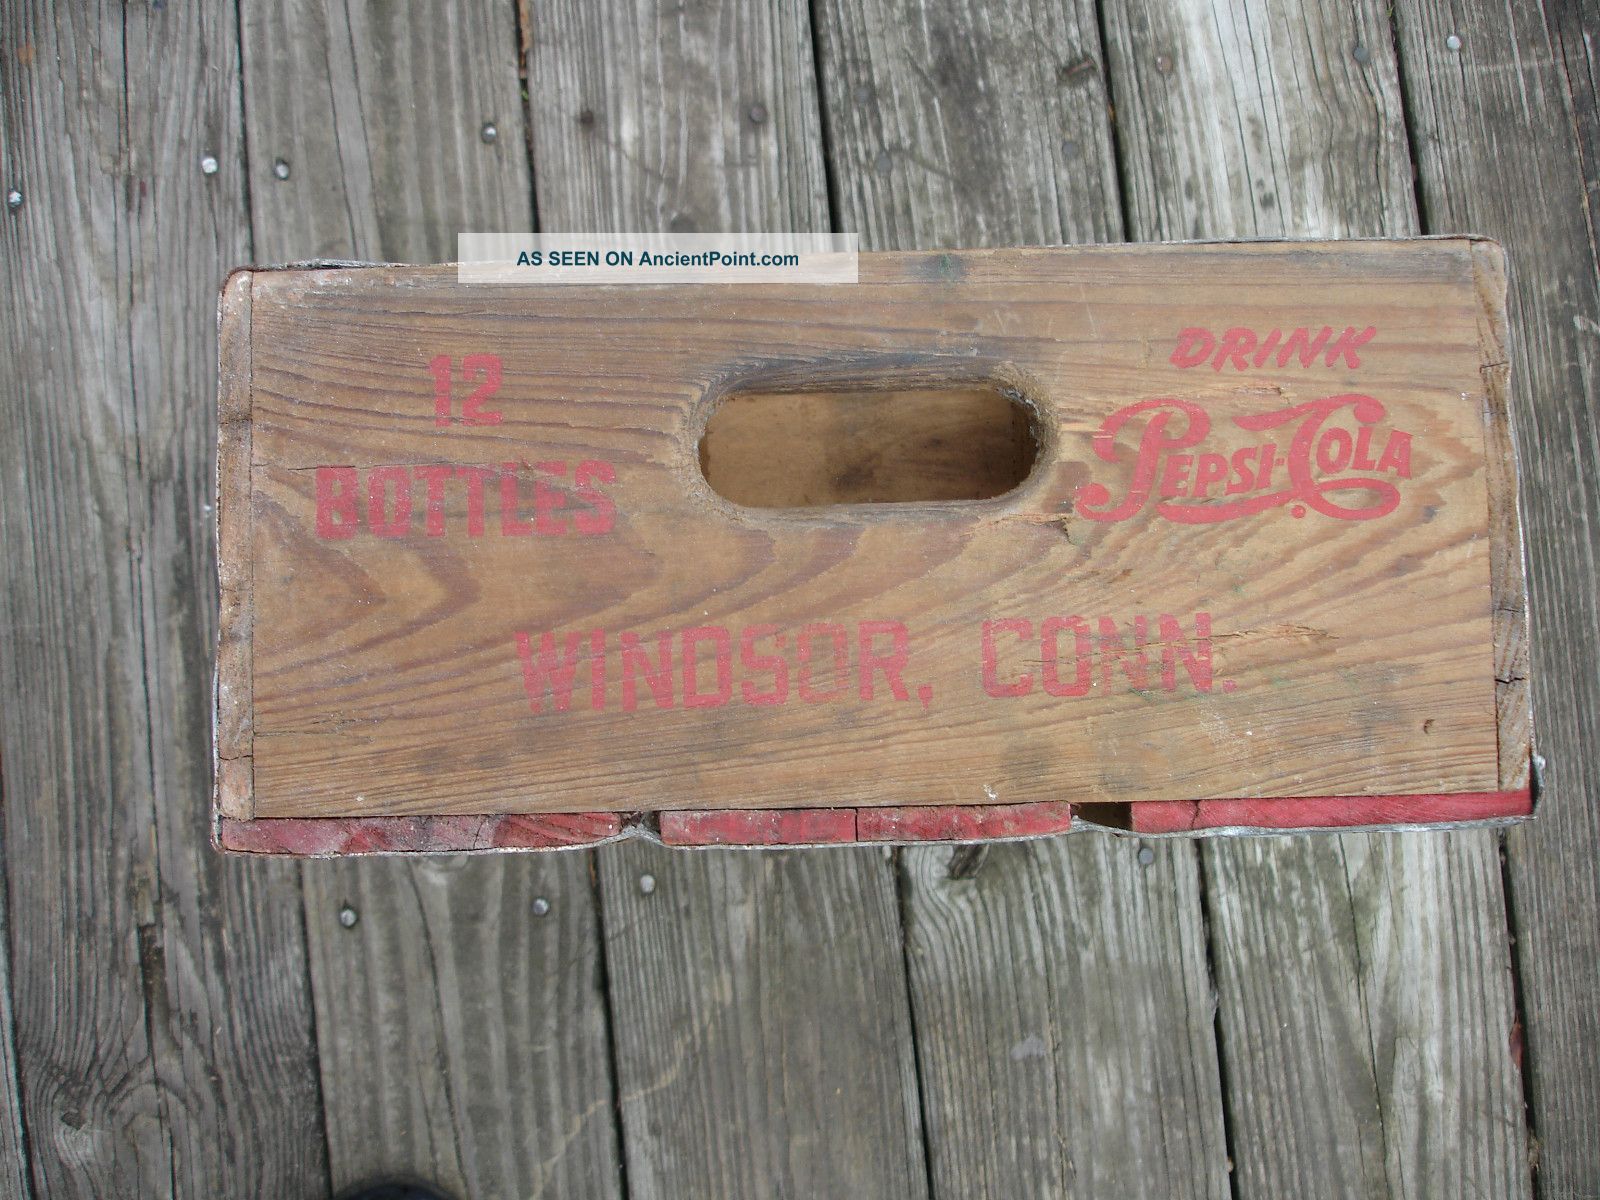 AS SEEN ON AncientPoint.com
12
BOTTLES
DRINK
PEPSI-COLA
WINDSOR, CONN.